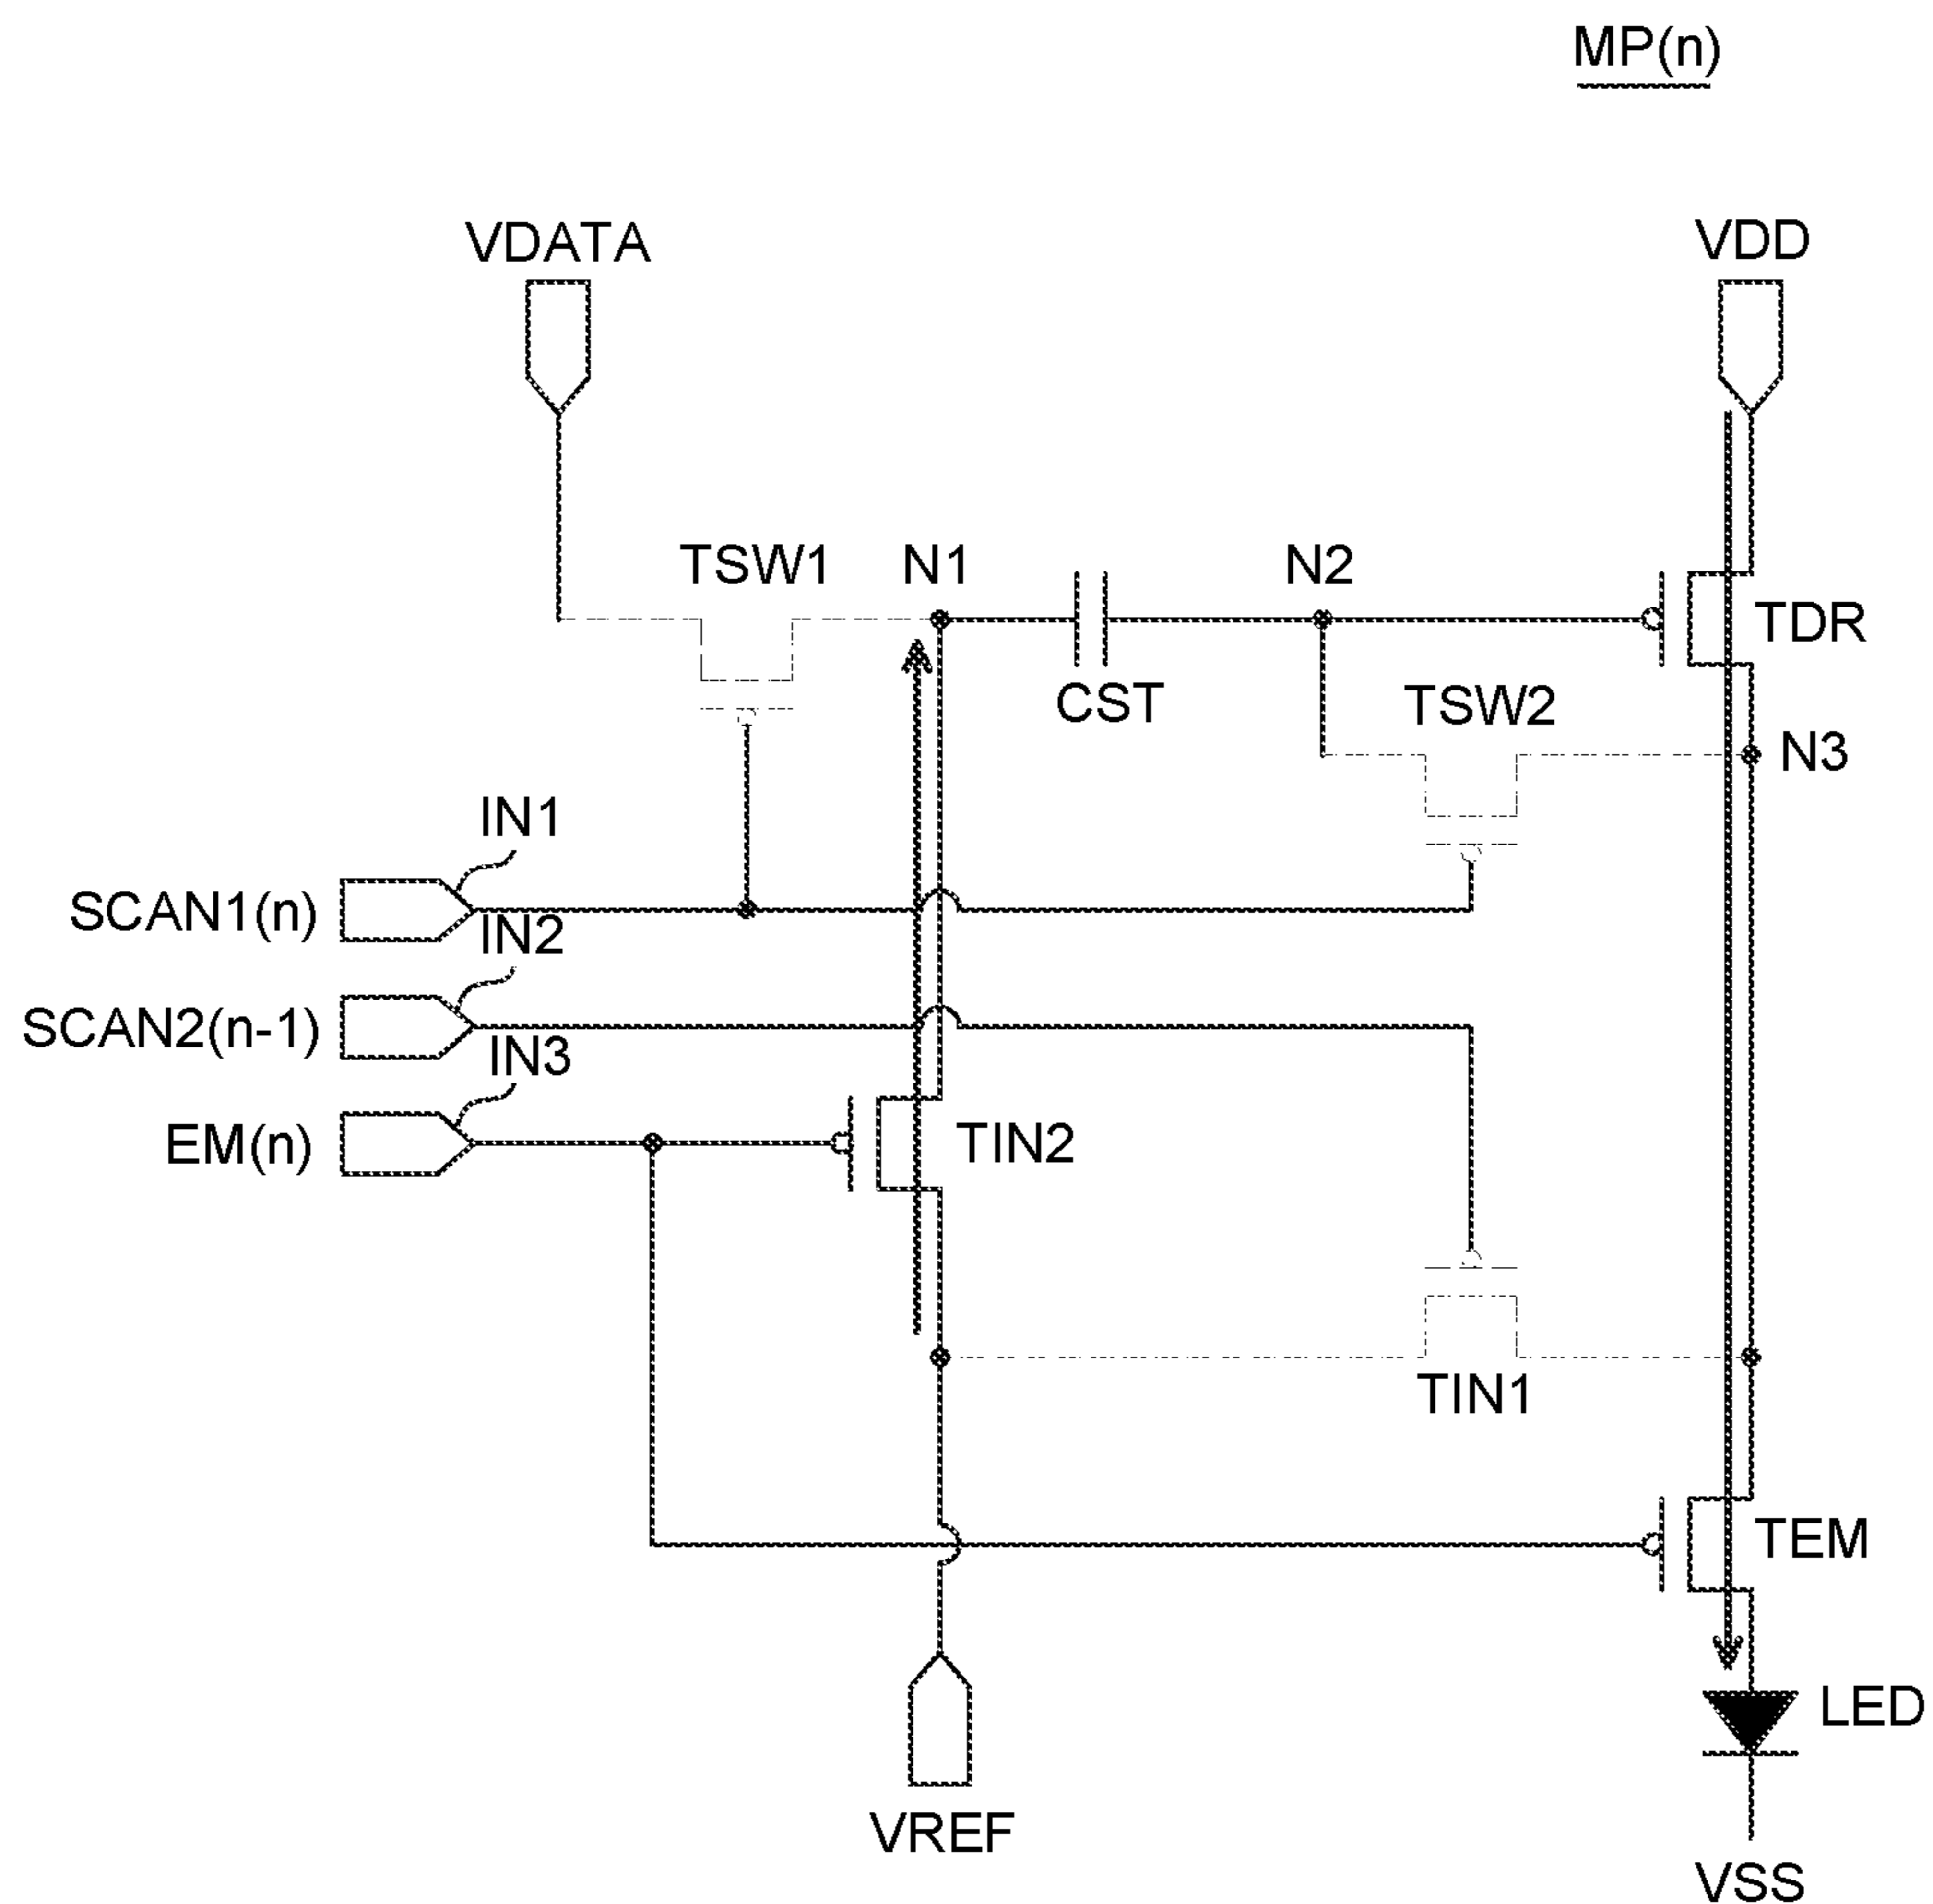 MP(n)
VDATA
VDD
TSW1
N1
N2
TDR
CST
TSW2
N3
IN1
SCAN1(n)
IN2
SCAN2(n-1)
IN3
EM(n)
TIN2
TIN1
TEM
LED
VREF
VSS